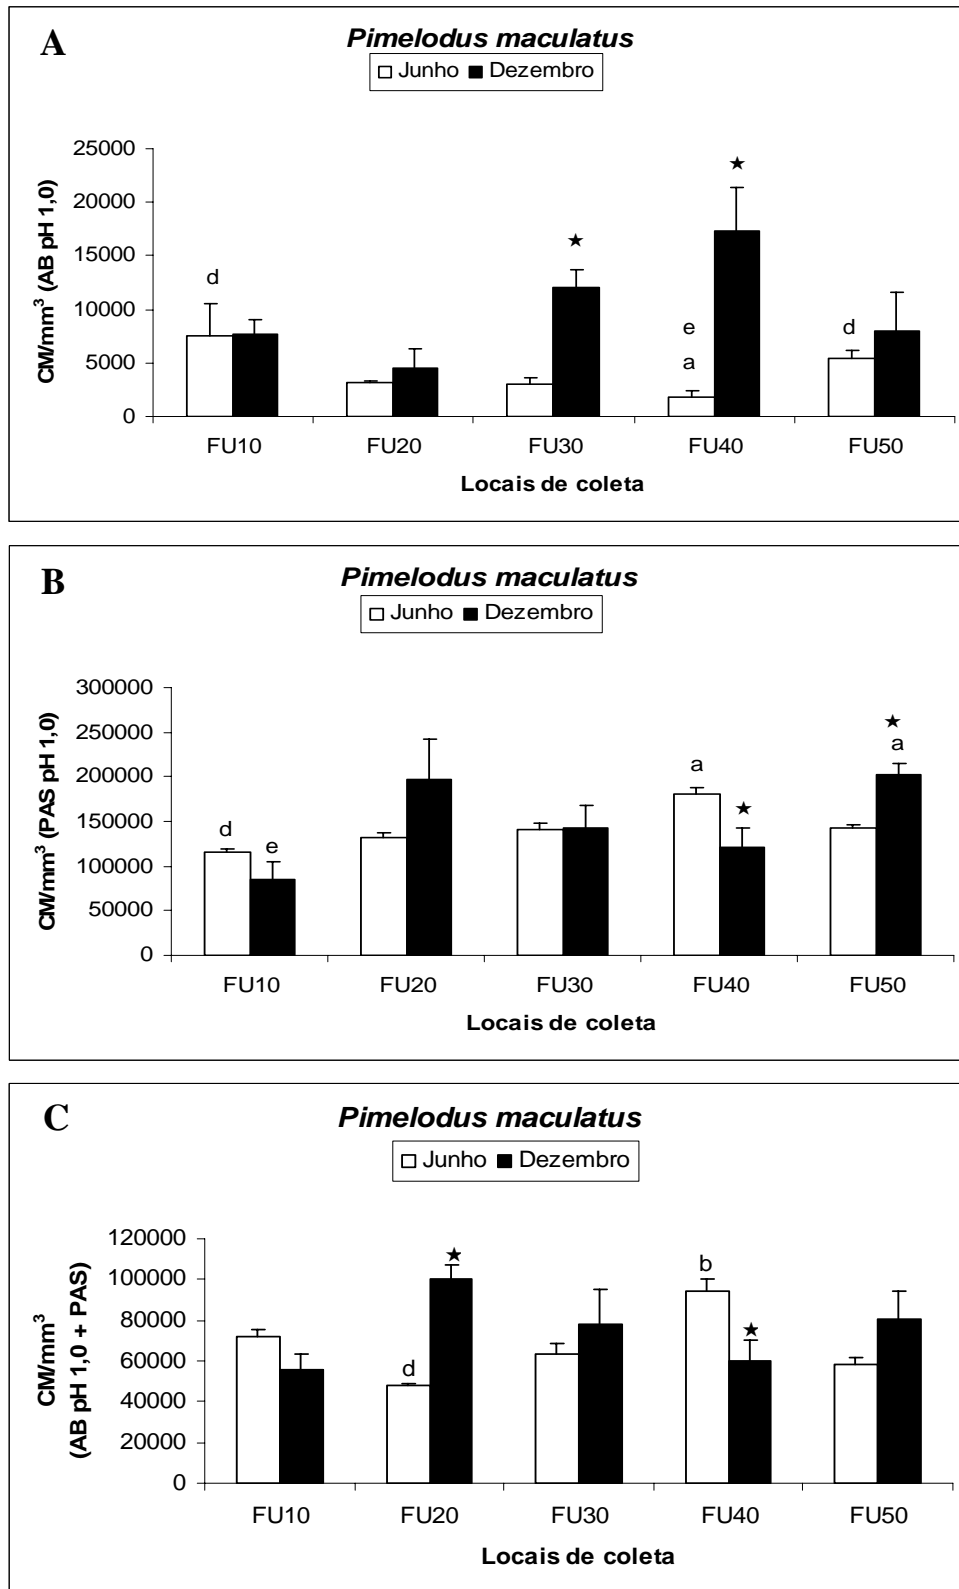 A
Pimelodus maculatus
Junho Dezembro
CM/mm³ (AB pH 1,0)
25000
20000
15000
10000
5000
0
★
★
d
e
a
d
FU10 FU20 FU30 FU40 FU50
Locais de coleta
B
Pimelodus maculatus
Junho Dezembro
CM/mm³ (PAS pH 1,0)
300000
250000
200000
150000
100000
50000
0
★
a
a
★
d
e
FU10 FU20 FU30 FU40 FU50
Locais de coleta
C
Pimelodus maculatus
Junho Dezembro
CM/mm³
(AB pH 1,0 + PAS)
120000
100000
80000
60000
40000
20000
0
★
b
★
d
FU10 FU20 FU30 FU40 FU50
Locais de coleta